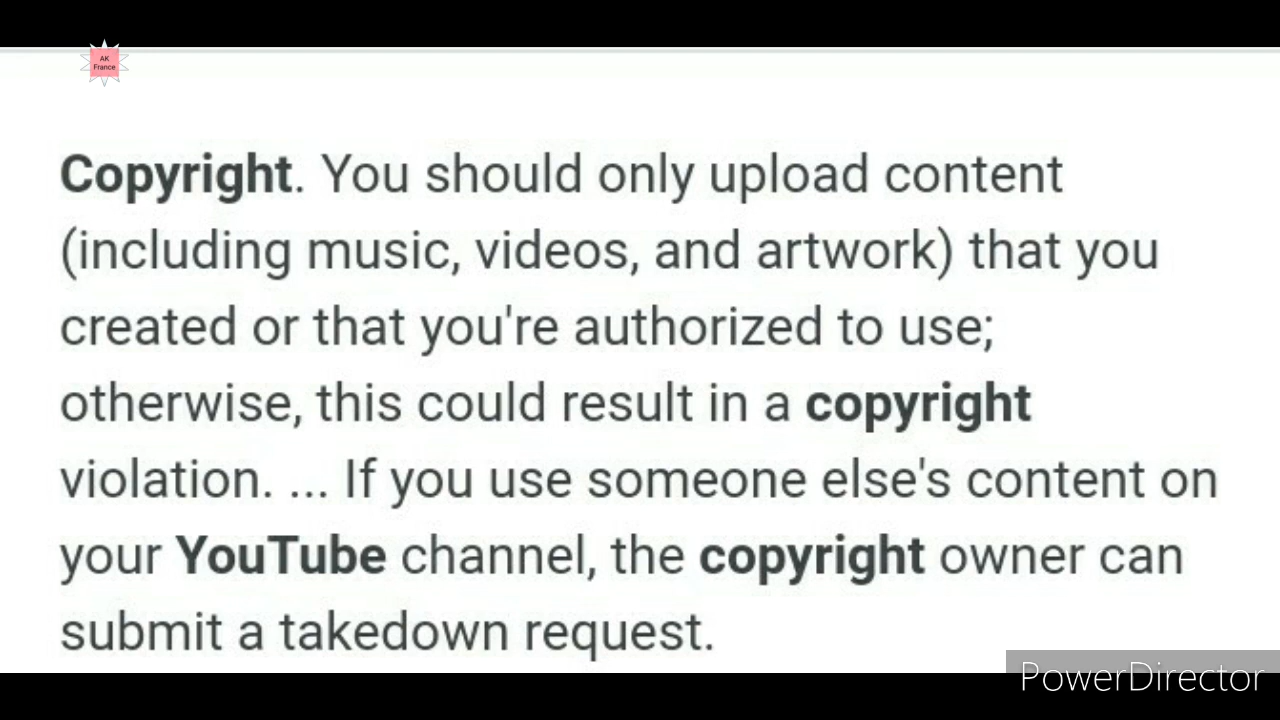 AK
France
Copyright. You should only upload content
(including music, videos, and artwork) that you
created or that you're authorized to use;
otherwise, this could result in a copyright
violation. ... If you use someone else's content on
your YouTube channel, the copyright owner can
submit a takedown request.
PowerDirector